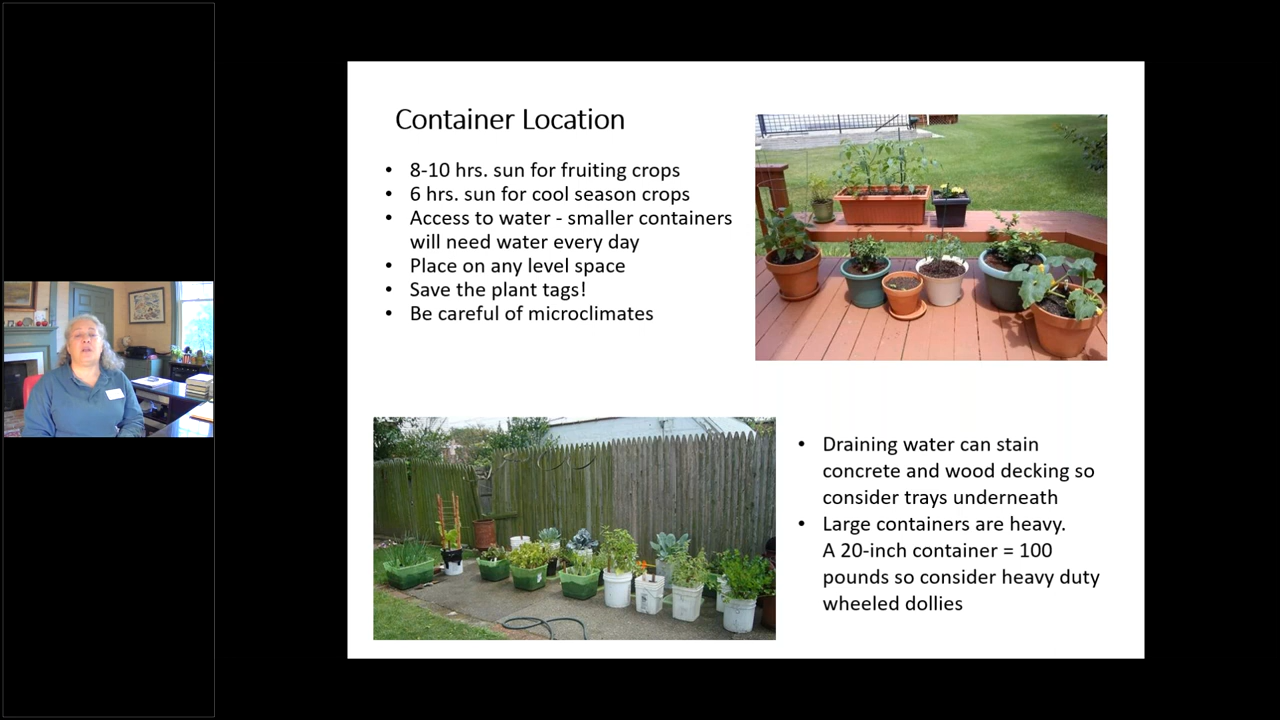 Container Location
• 8-10 hrs. sun for fruiting crops
• 6 hrs. sun for cool season crops
• Access to water - smaller containers
will need water every day
• Place on any level space
• Save the plant tags!
• Be careful of microclimates
• Draining water can stain
concrete and wood decking so
consider trays underneath
• Large containers are heavy.
A 20-inch container = 100
pounds so consider heavy duty
wheeled dollies